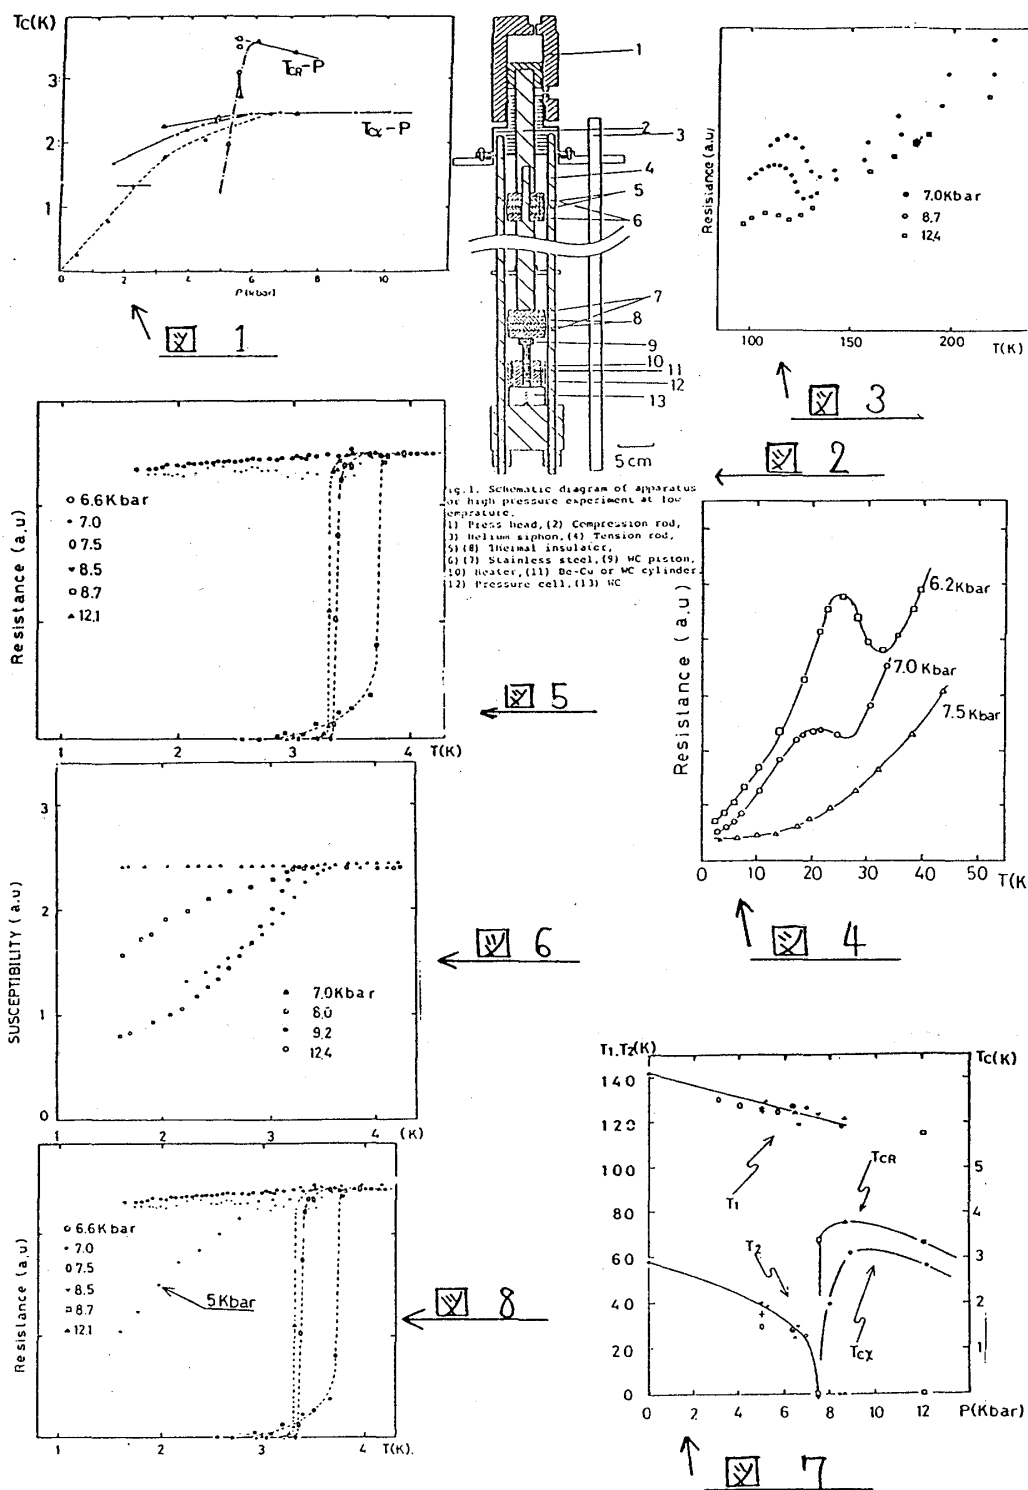 Tc(K)
3
2
1
0
2
4
6
8
10
P(kbar)
TCR-P
TCχ-P
図 1
1
2
3
4
5
6
7
8
9
10
11
12
13
5cm
図 2
Fig.1. Schematic diagram of apparatus
for high pressure experiment at low
temprature.
(1) Press head, (2) Compression rod,
(3) Helium siphon, (4) Tension rod,
(5)(8) Thermal insulator,
(6)(7) Stainless steel, (9) WC piston,
(10) Heater, (11) Be-Cu or WC cylinder
(12) Pressure cell, (13) WC
Resistance (a.u)
7.0Kbar
8.7
12.4
100
150
200
T(K)
図 3
Resistance (a.u)
6.2Kbar
7.0 Kbar
7.5Kbar
0
10
20
30
40
50
T(K
図 4
Resistance (a,u)
6.6Kbar
7.0
7.5
8.5
8.7
12.1
1
2
3
4
T(K)
図 5
SUSCEPTIBILITY (a.u)
3
2
1
0
7.0Kbar
8.0
9.2
12.4
1
2
3
4
(K)
図 6
T1,T2(K)
Tc(K)
140
120
100
80
60
40
20
0
5
4
3
2
1
T1
T2
TCR
TCχ
0
2
4
6
8
10
12
P(Kbar)
図 7
Resistance (a,u)
6.6Kbar
7.0
7.5
8.5
8.7
12.1
5Kbar
1
2
3
4
T(K).
図 8